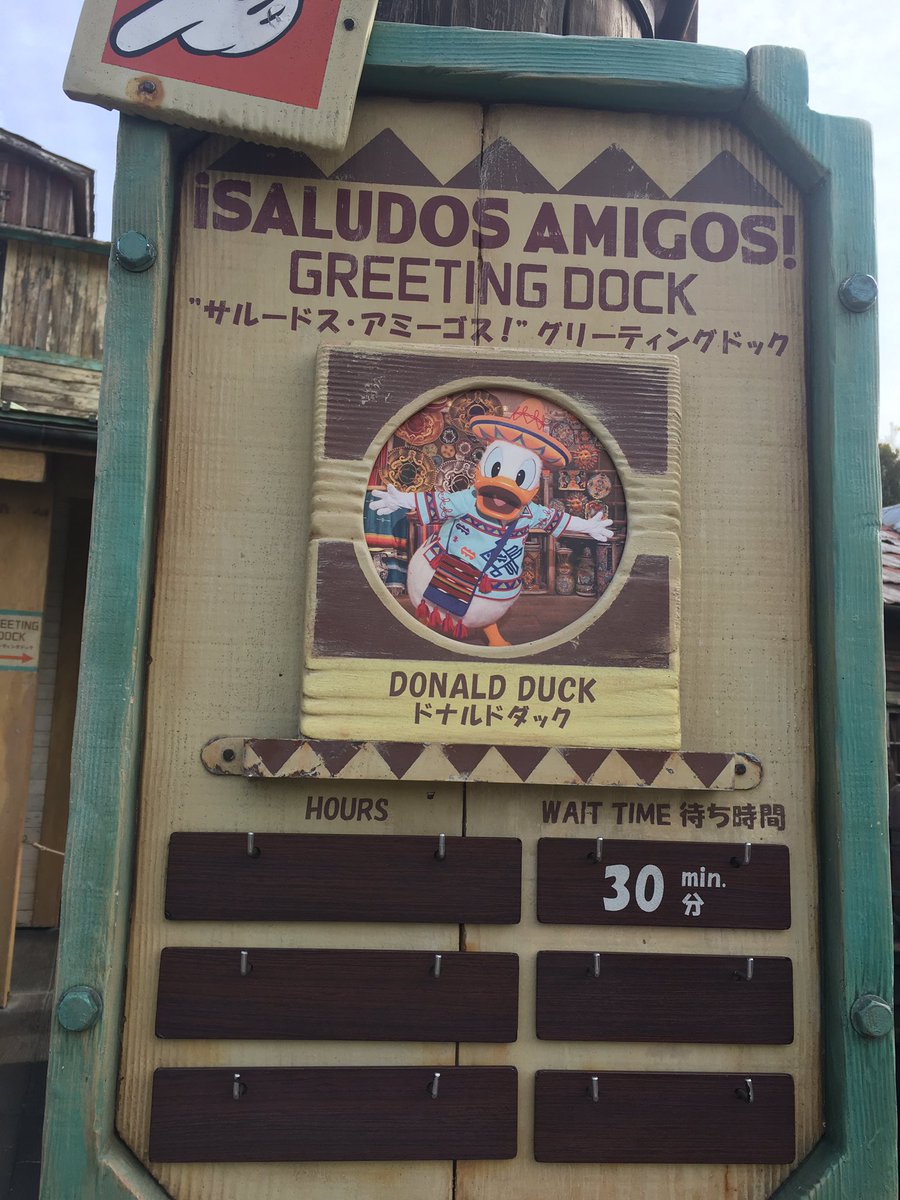 ¡SALUDOS AMIGOS!
GREETING DOCK
"サルードス・アミーゴス!" グリーティングドック
DONALD DUCK
ドナルドダック
HOURS
WAIT TIME 待ち時間
30 min.
分
GREETING
DOCK